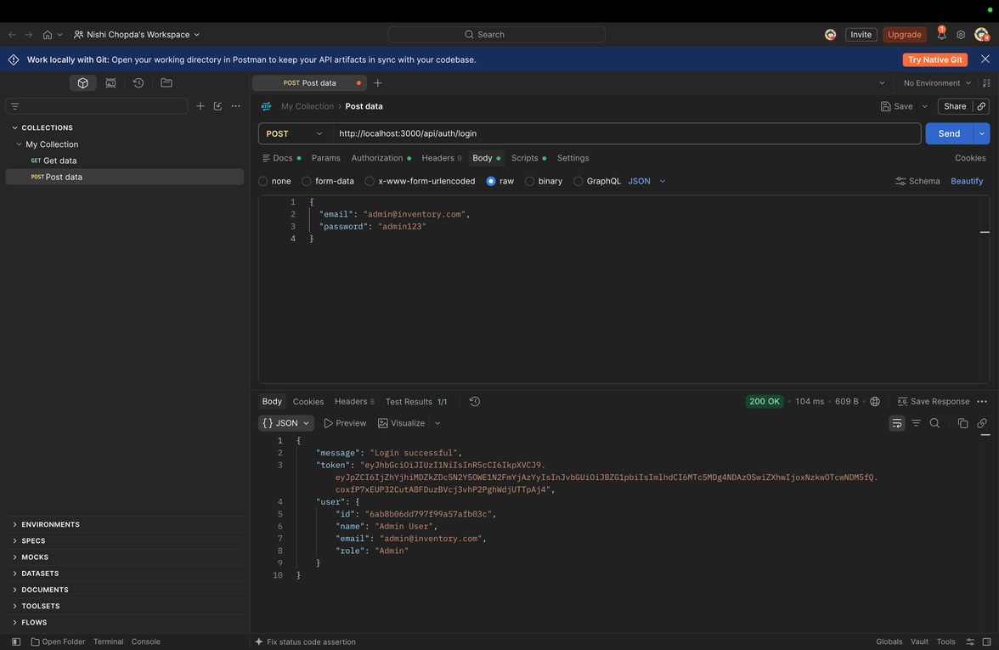 Nishi Chopda's Workspace
Search
Invite
Upgrade
1
Work locally with Git: Open your working directory in Postman to keep your API artifacts in sync with your codebase.
Try Native Git
POST Post data
No Environment
COLLECTIONS
My Collection
GET Get data
POST Post data
HTTP
My Collection › Post data
Save
Share
POST
http://localhost:3000/api/auth/login
Send
Docs
Params
Authorization
Headers 9
Body
Scripts
Settings
Cookies
none
form-data
x-www-form-urlencoded
raw
binary
GraphQL
JSON
Schema
Beautify
1 {
2 "email": "admin@inventory.com",
3 "password": "admin123"
4 }
Body
Cookies
Headers 8
Test Results 1/1
200 OK • 104 ms • 609 B
e.g. Save Response
{} JSON
Preview
Visualize
1 {
2 "message": "Login successful",
3 "token": "eyJhbGciOiJIUzI1NiIsInR5cCI6IkpXVCJ9.
eyJpZCI6IjZhYjhiMDZkZDc5N2Y5OWE1N2FmYjAzYyIsInJvbGUiOiJBZG1pbiIsImlhdCI6MTc5MDg4NDAzOSwiZXhwIjoxNzkwOTcwNDM5fQ.
coxfP7xEUP32CutA8FDuzBVcj3vhP2PghWdjUTTpAj4",
4 "user": {
5 "id": "6ab8b06dd797f99a57afb03c",
6 "name": "Admin User",
7 "email": "admin@inventory.com",
8 "role": "Admin"
9 }
10 }
ENVIRONMENTS
SPECS
MOCKS
DATASETS
DOCUMENTS
TOOLSETS
FLOWS
Open Folder
Terminal
Console
Fix status code assertion
Globals
Vault
Tools